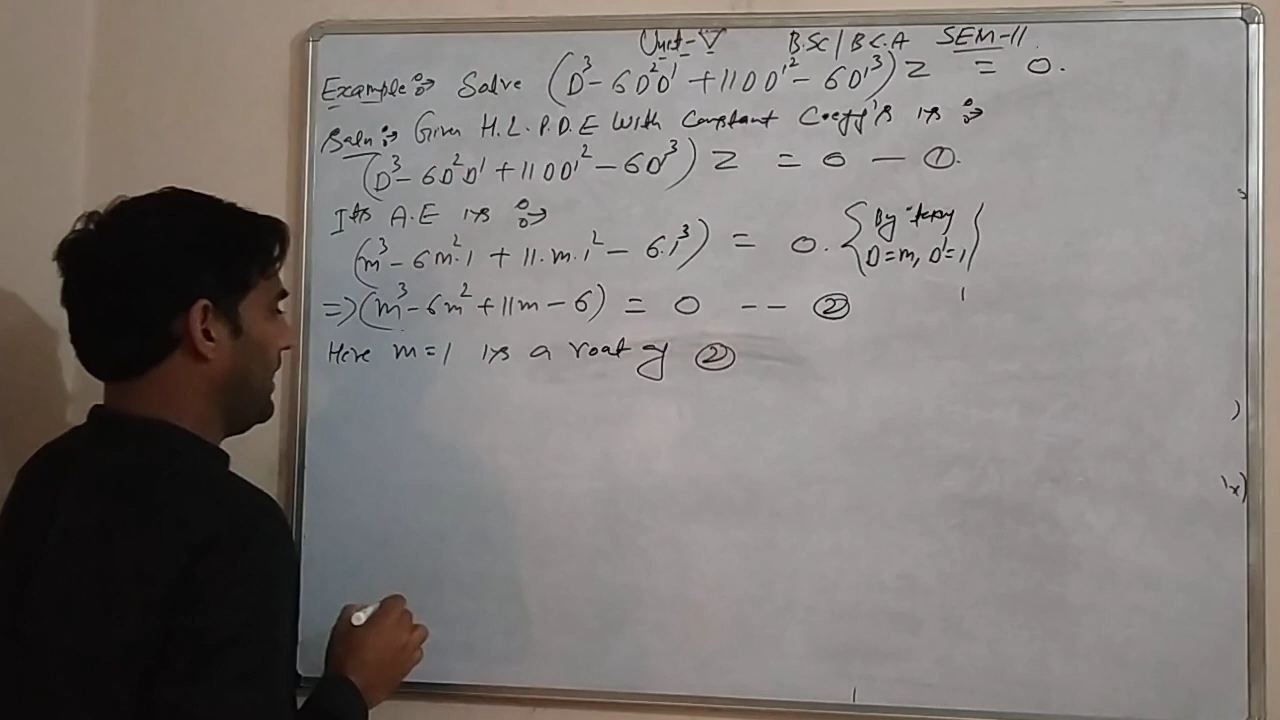 Unit-V B.SC/B.C.A SEM-II
Example:→ Solve (D³-6D²D'+11DD'²-6D'³)Z = 0.
Soln:→ Given H.L.P.D.E with constant Coeff's is :→
(D³-6D²D'+11DD'²-6D'³)Z = 0 — ①.
Its A.E is :→
(m³-6m².1+11.m.1²-6.1³) = 0. {By taking D=m, D'=1}
⇒(m³-6m²+11m-6) = 0 -- ②
Here m=1 is a root of ②